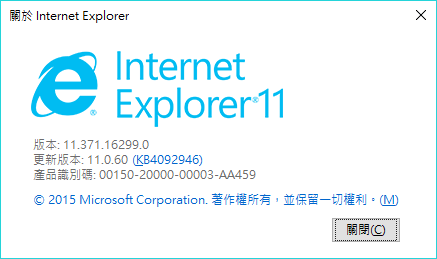 關於 Internet Explorer
Internet
Explorer®11
版本: 11.371.16299.0
更新版本: 11.0.60 (KB4092946)
產品識別碼: 00150-20000-00003-AA459
© 2015 Microsoft Corporation. 著作權所有，並保留一切權利。(M)
關閉(C)